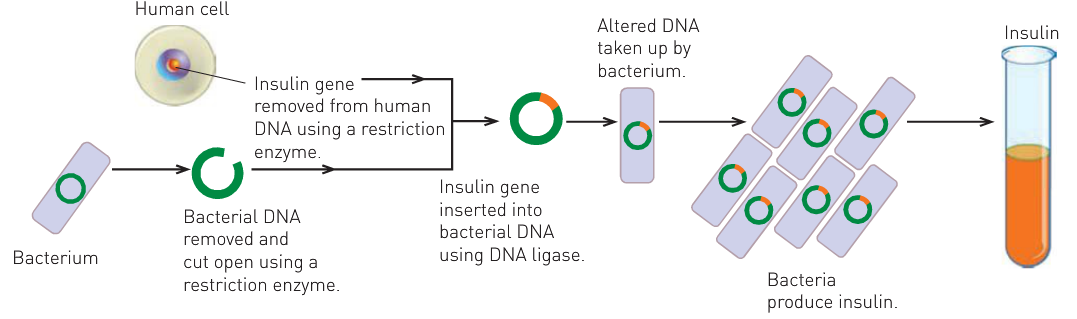 Human cell
Insulin gene
removed from human
DNA using a restriction
enzyme.
Bacterium
Bacterial DNA
removed and
cut open using a
restriction enzyme.
Insulin gene
inserted into
bacterial DNA
using DNA ligase.
Altered DNA
taken up by
bacterium.
Bacteria
produce insulin.
Insulin